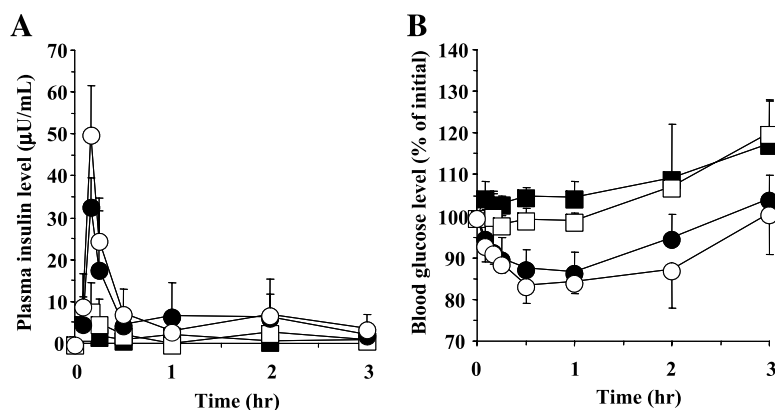 A
B
Plasma insulin level (µU/mL)
70
60
50
40
30
20
10
0
0 1 2 3
Time (hr)
Blood glucose level (% of initial)
140
130
120
110
100
90
80
70
0 1 2 3
Time (hr)